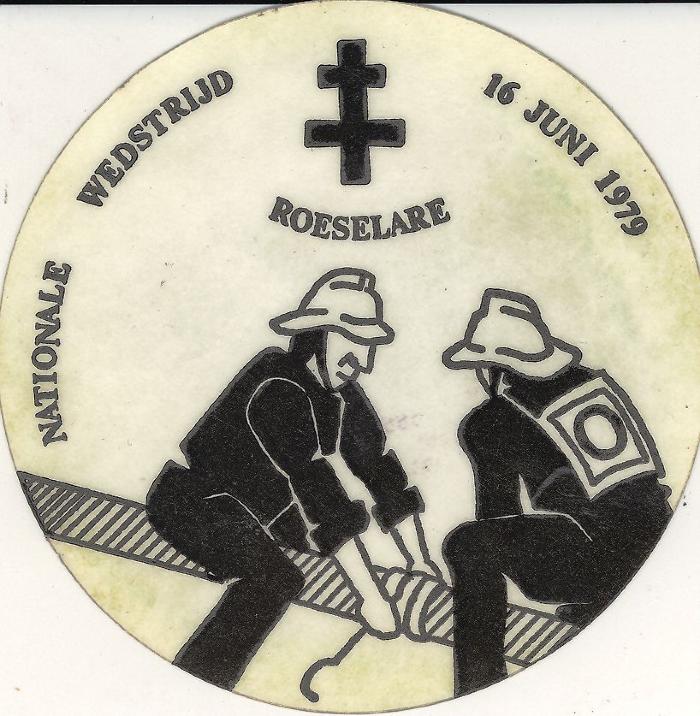 NATIONALE WEDSTRIJD
16 JUNI 1979
ROESELARE